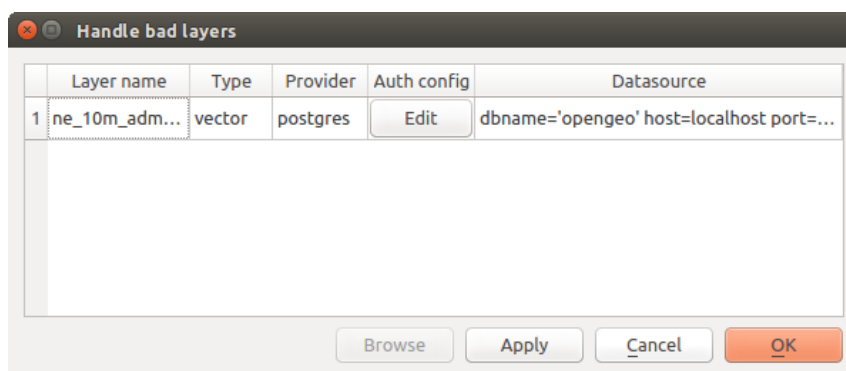 Handle bad layers
Layer name Type Provider Auth config Datasource
1 ne_10m_adm... vector postgres Edit dbname='opengeo' host=localhost port=...
Browse Apply Cancel OK